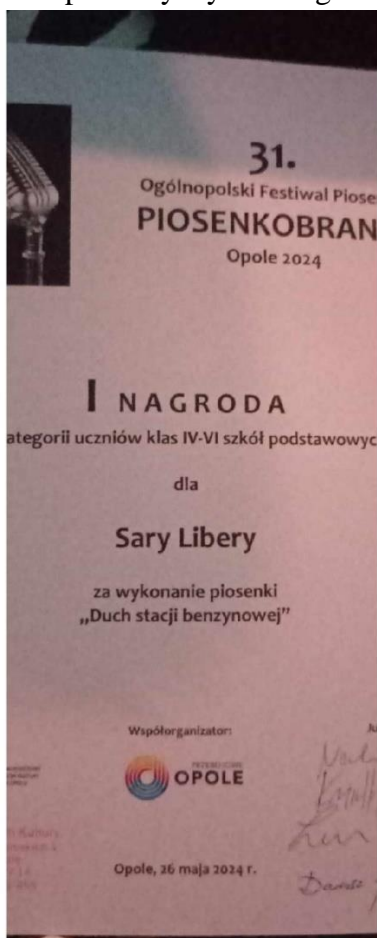 31.
Ogólnopolski Festiwal Piose
PIOSENKOBRAN
Opole 2024
I NAGRODA
ategorii uczniów klas IV-VI szkół podstawowyc
dla
Sary Libery
za wykonanie piosenki
„Duch stacji benzynowej”
Współorganizator:
OPOLE
Opole, 26 maja 2024 r.